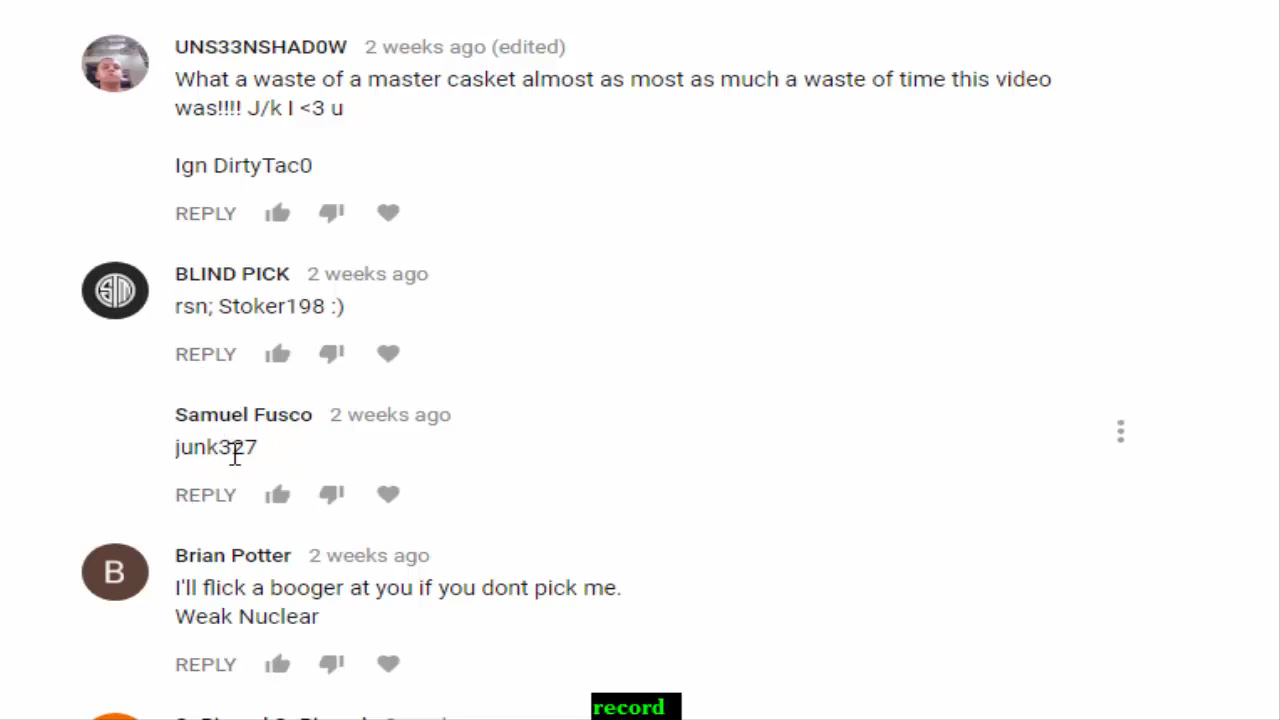 UNS33NSHAD0W 2 weeks ago (edited)
What a waste of a master casket almost as most as much a waste of time this video
was!!!! J/k I <3 u
Ign DirtyTac0
REPLY
BLIND PICK 2 weeks ago
rsn; Stoker198 :)
REPLY
Samuel Fusco 2 weeks ago
junk327
REPLY
B
Brian Potter 2 weeks ago
I'll flick a booger at you if you dont pick me.
Weak Nuclear
REPLY
record